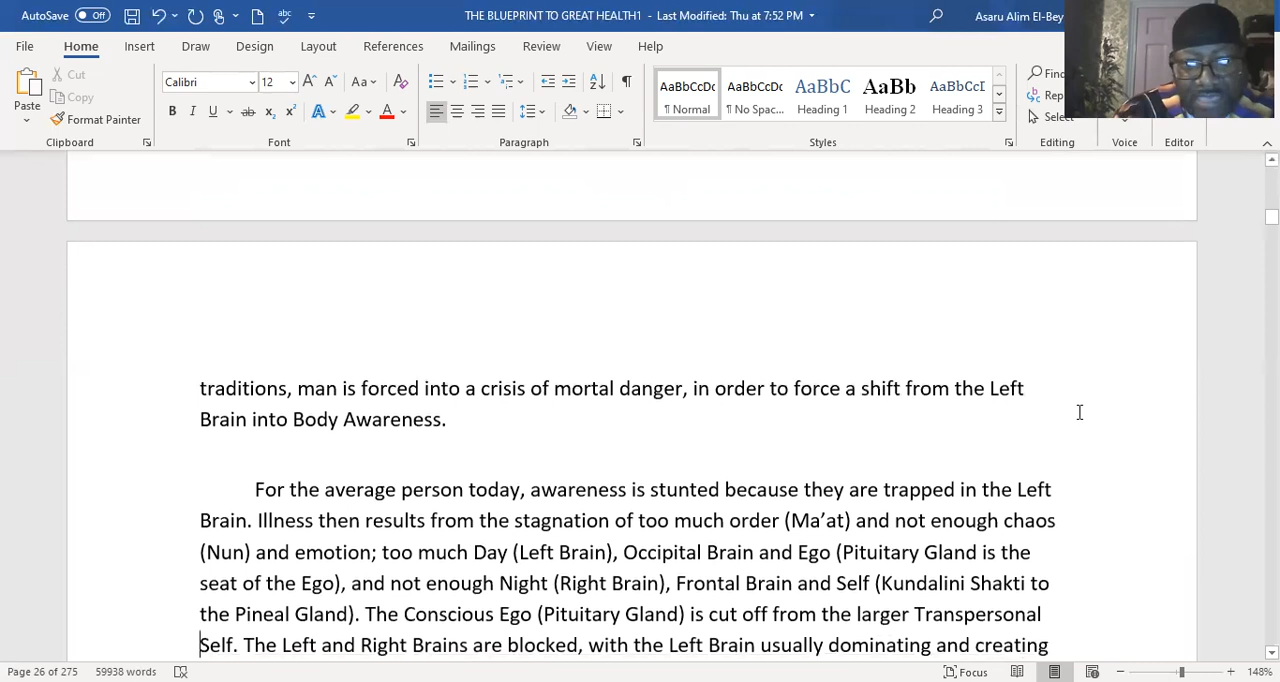 AutoSave Off
THE BLUEPRINT TO GREAT HEALTH1 - Last Modified: Thu at 7:52 PM
Asaru Alim El-Bey
File Home Insert Draw Design Layout References Mailings Review View Help
Paste
Cut
Copy
Format Painter
Clipboard
Calibri 12
Font
Paragraph
AaBbCcDc AaBbCcDc AaBbC AaBb AaBbCcI
¶ Normal ¶ No Spac... Heading 1 Heading 2 Heading 3
Styles
Find
Rep
Select
Editing
Voice
Editor
traditions, man is forced into a crisis of mortal danger, in order to force a shift from the Left
Brain into Body Awareness.
For the average person today, awareness is stunted because they are trapped in the Left
Brain. Illness then results from the stagnation of too much order (Ma’at) and not enough chaos
(Nun) and emotion; too much Day (Left Brain), Occipital Brain and Ego (Pituitary Gland is the
seat of the Ego), and not enough Night (Right Brain), Frontal Brain and Self (Kundalini Shakti to
the Pineal Gland). The Conscious Ego (Pituitary Gland) is cut off from the larger Transpersonal
Self. The Left and Right Brains are blocked, with the Left Brain usually dominating and creating
Page 26 of 275 59938 words
Focus
148%